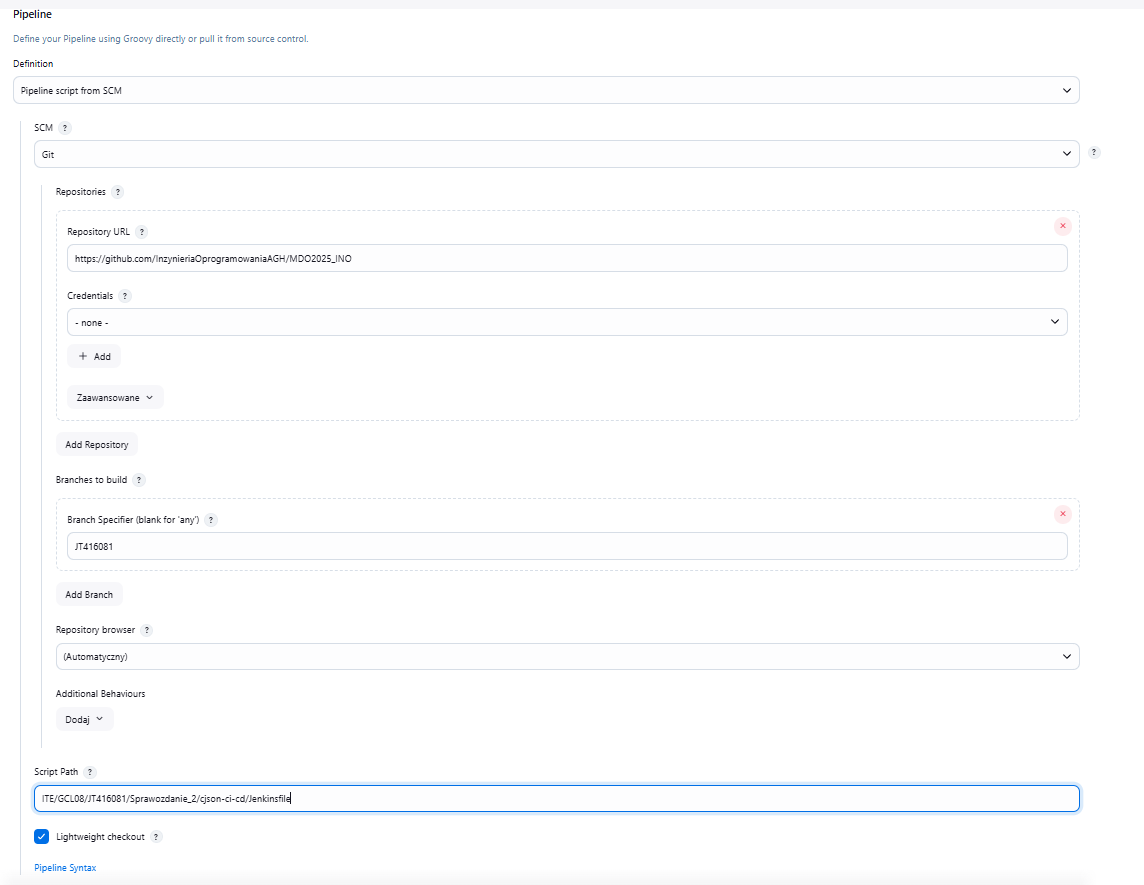 Pipeline
Define your Pipeline using Groovy directly or pull it from source control.
Definition
Pipeline script from SCM
SCM ?
Git
?
Repositories ?
Repository URL ?
https://github.com/InzynieriaOprogramowaniaAGH/MDO2025_INO
Credentials ?
- none -
+ Add
Zaawansowane
Add Repository
Branches to build ?
Branch Specifier (blank for 'any') ?
JT416081
Add Branch
Repository browser ?
(Automatyczny)
Additional Behaviours
Dodaj
Script Path ?
ITE/GCL08/JT416081/Sprawozdanie_2/cjson-ci-cd/Jenkinsfile
Lightweight checkout ?
Pipeline Syntax